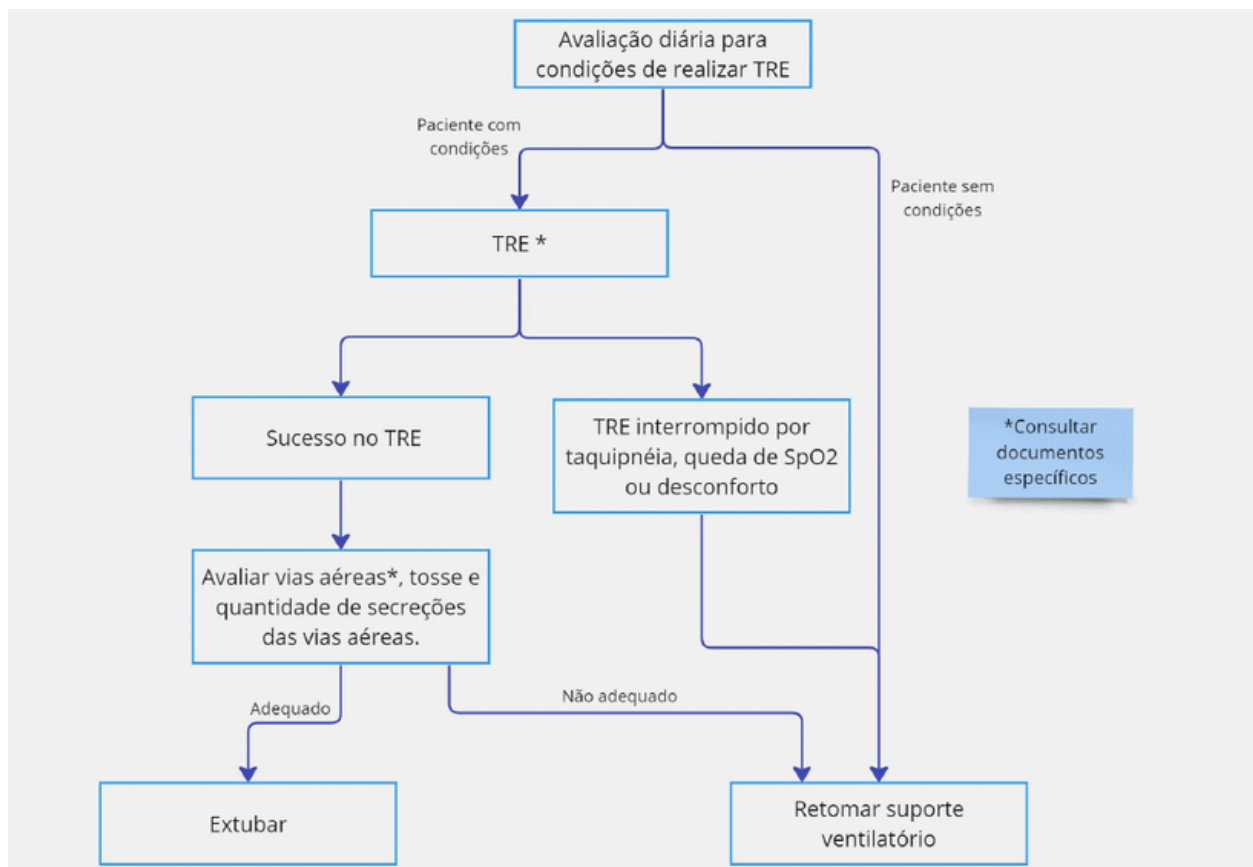 Avaliação diária para
condições de realizar TRE
Paciente com
condições
Paciente sem
condições
TRE *
Sucesso no TRE
TRE interrompido por
taquipnéia, queda de SpO2
ou desconforto
*Consultar
documentos
específicos
Avaliar vias aéreas*, tosse e
quantidade de secreções
das vias aéreas.
Adequado
Não adequado
Extubar
Retomar suporte
ventilatório